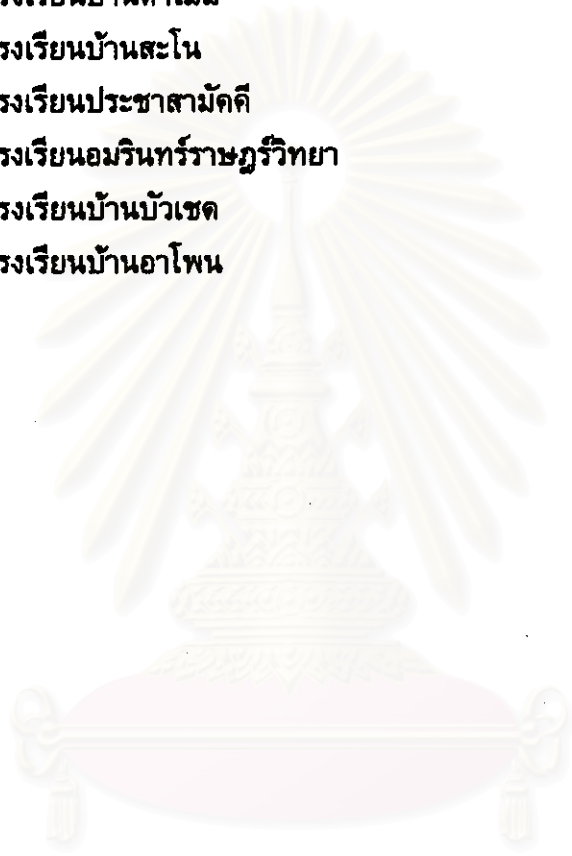 รงเรียนบ้านสะโน
รงเรียนประชาสามัคคี
รงเรียนอมรินทร์ราษฎร์วิทยา
รงเรียนบ้านบัวเชด
รงเรียนบ้านอาโพน